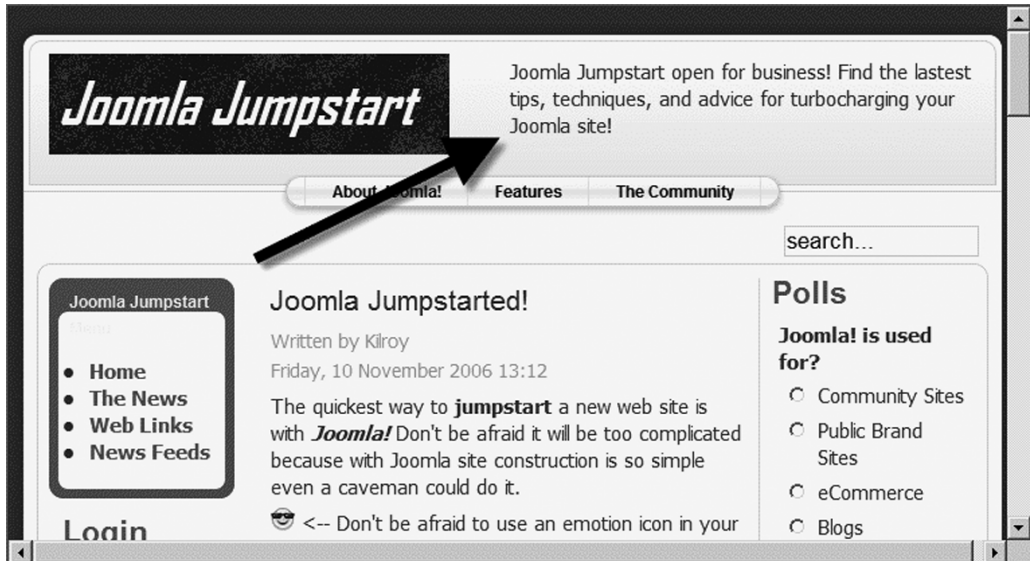 Joomla Jumpstart
Joomla Jumpstart open for business! Find the lastest
tips, techniques, and advice for turbocharging your
Joomla site!
About Joomla! Features The Community
search...
Joomla Jumpstart
Menu
Home
The News
Web Links
News Feeds
Login
Joomla Jumpstarted!
Written by Kilroy
Friday, 10 November 2006 13:12
The quickest way to jumpstart a new web site is
with Joomla! Don't be afraid it will be too complicated
because with Joomla site construction is so simple
even a caveman could do it.
<-- Don't be afraid to use an emotion icon in your
Polls
Joomla! is used
for?
Community Sites
Public Brand
Sites
eCommerce
Blogs